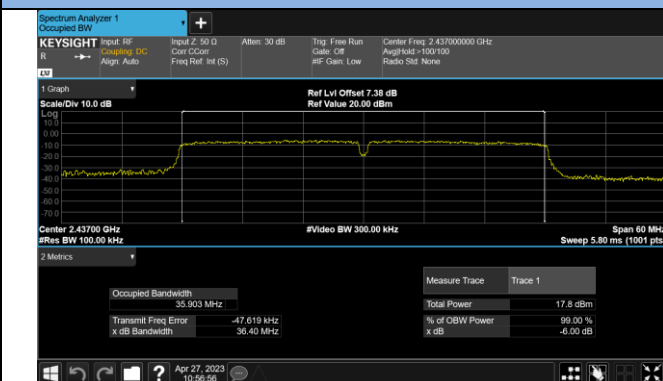 Spectrum Analyzer 1
Occupied BW
+
KEYSIGHT Input: RF Input Z: 50 Ω Atten: 30 dB Trig: Free Run Center Freq: 2.437000000 GHz
R Coupling: DC Corr CCorr Gate: Off Avg|Hold:>100/100
Align: Auto Freq Ref: Int (S) #IF Gain: Low Radio Std: None
LXI
1 Graph
Ref Lvl Offset 7.38 dB
Scale/Div 10.0 dB Ref Value 20.00 dBm
Log
10.0
0.00
-10.0
-20.0
-30.0
-40.0
-50.0
-60.0
-70.0
Center 2.43700 GHz #Video BW 300.00 kHz Span 60 MHz
#Res BW 100.00 kHz Sweep 5.80 ms (1001 pts
2 Metrics
Measure Trace Trace 1
Occupied Bandwidth
35.903 MHz Total Power 17.8 dBm
Transmit Freq Error -47.619 kHz % of OBW Power 99.00 %
x dB Bandwidth 36.40 MHz x dB -6.00 dB
? Apr 27, 2023
10:56:56